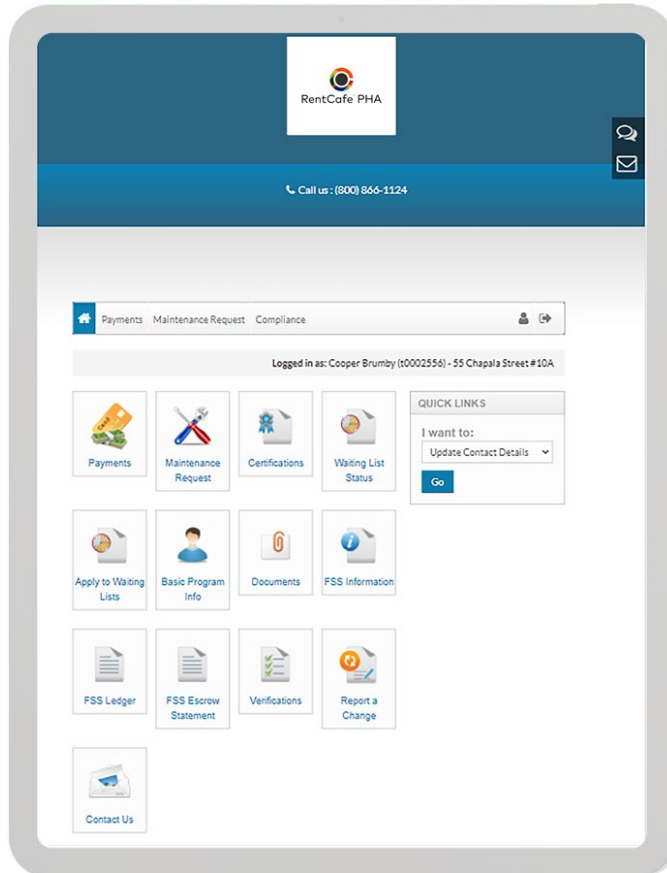 RentCafe PHA
Call us : (800) 866-1124
Payments Maintenance Request Compliance
Logged in as: Cooper Brumby (t0002556) - 55 Chapala Street #10A
Payments
Maintenance
Request
Certifications
Waiting List
Status
QUICK LINKS
I want to:
Update Contact Details
Go
Apply to Waiting
Lists
Basic Program
Info
Documents
FSS Information
FSS Ledger
FSS Escrow
Statement
Verifications
Report a
Change
Contact Us